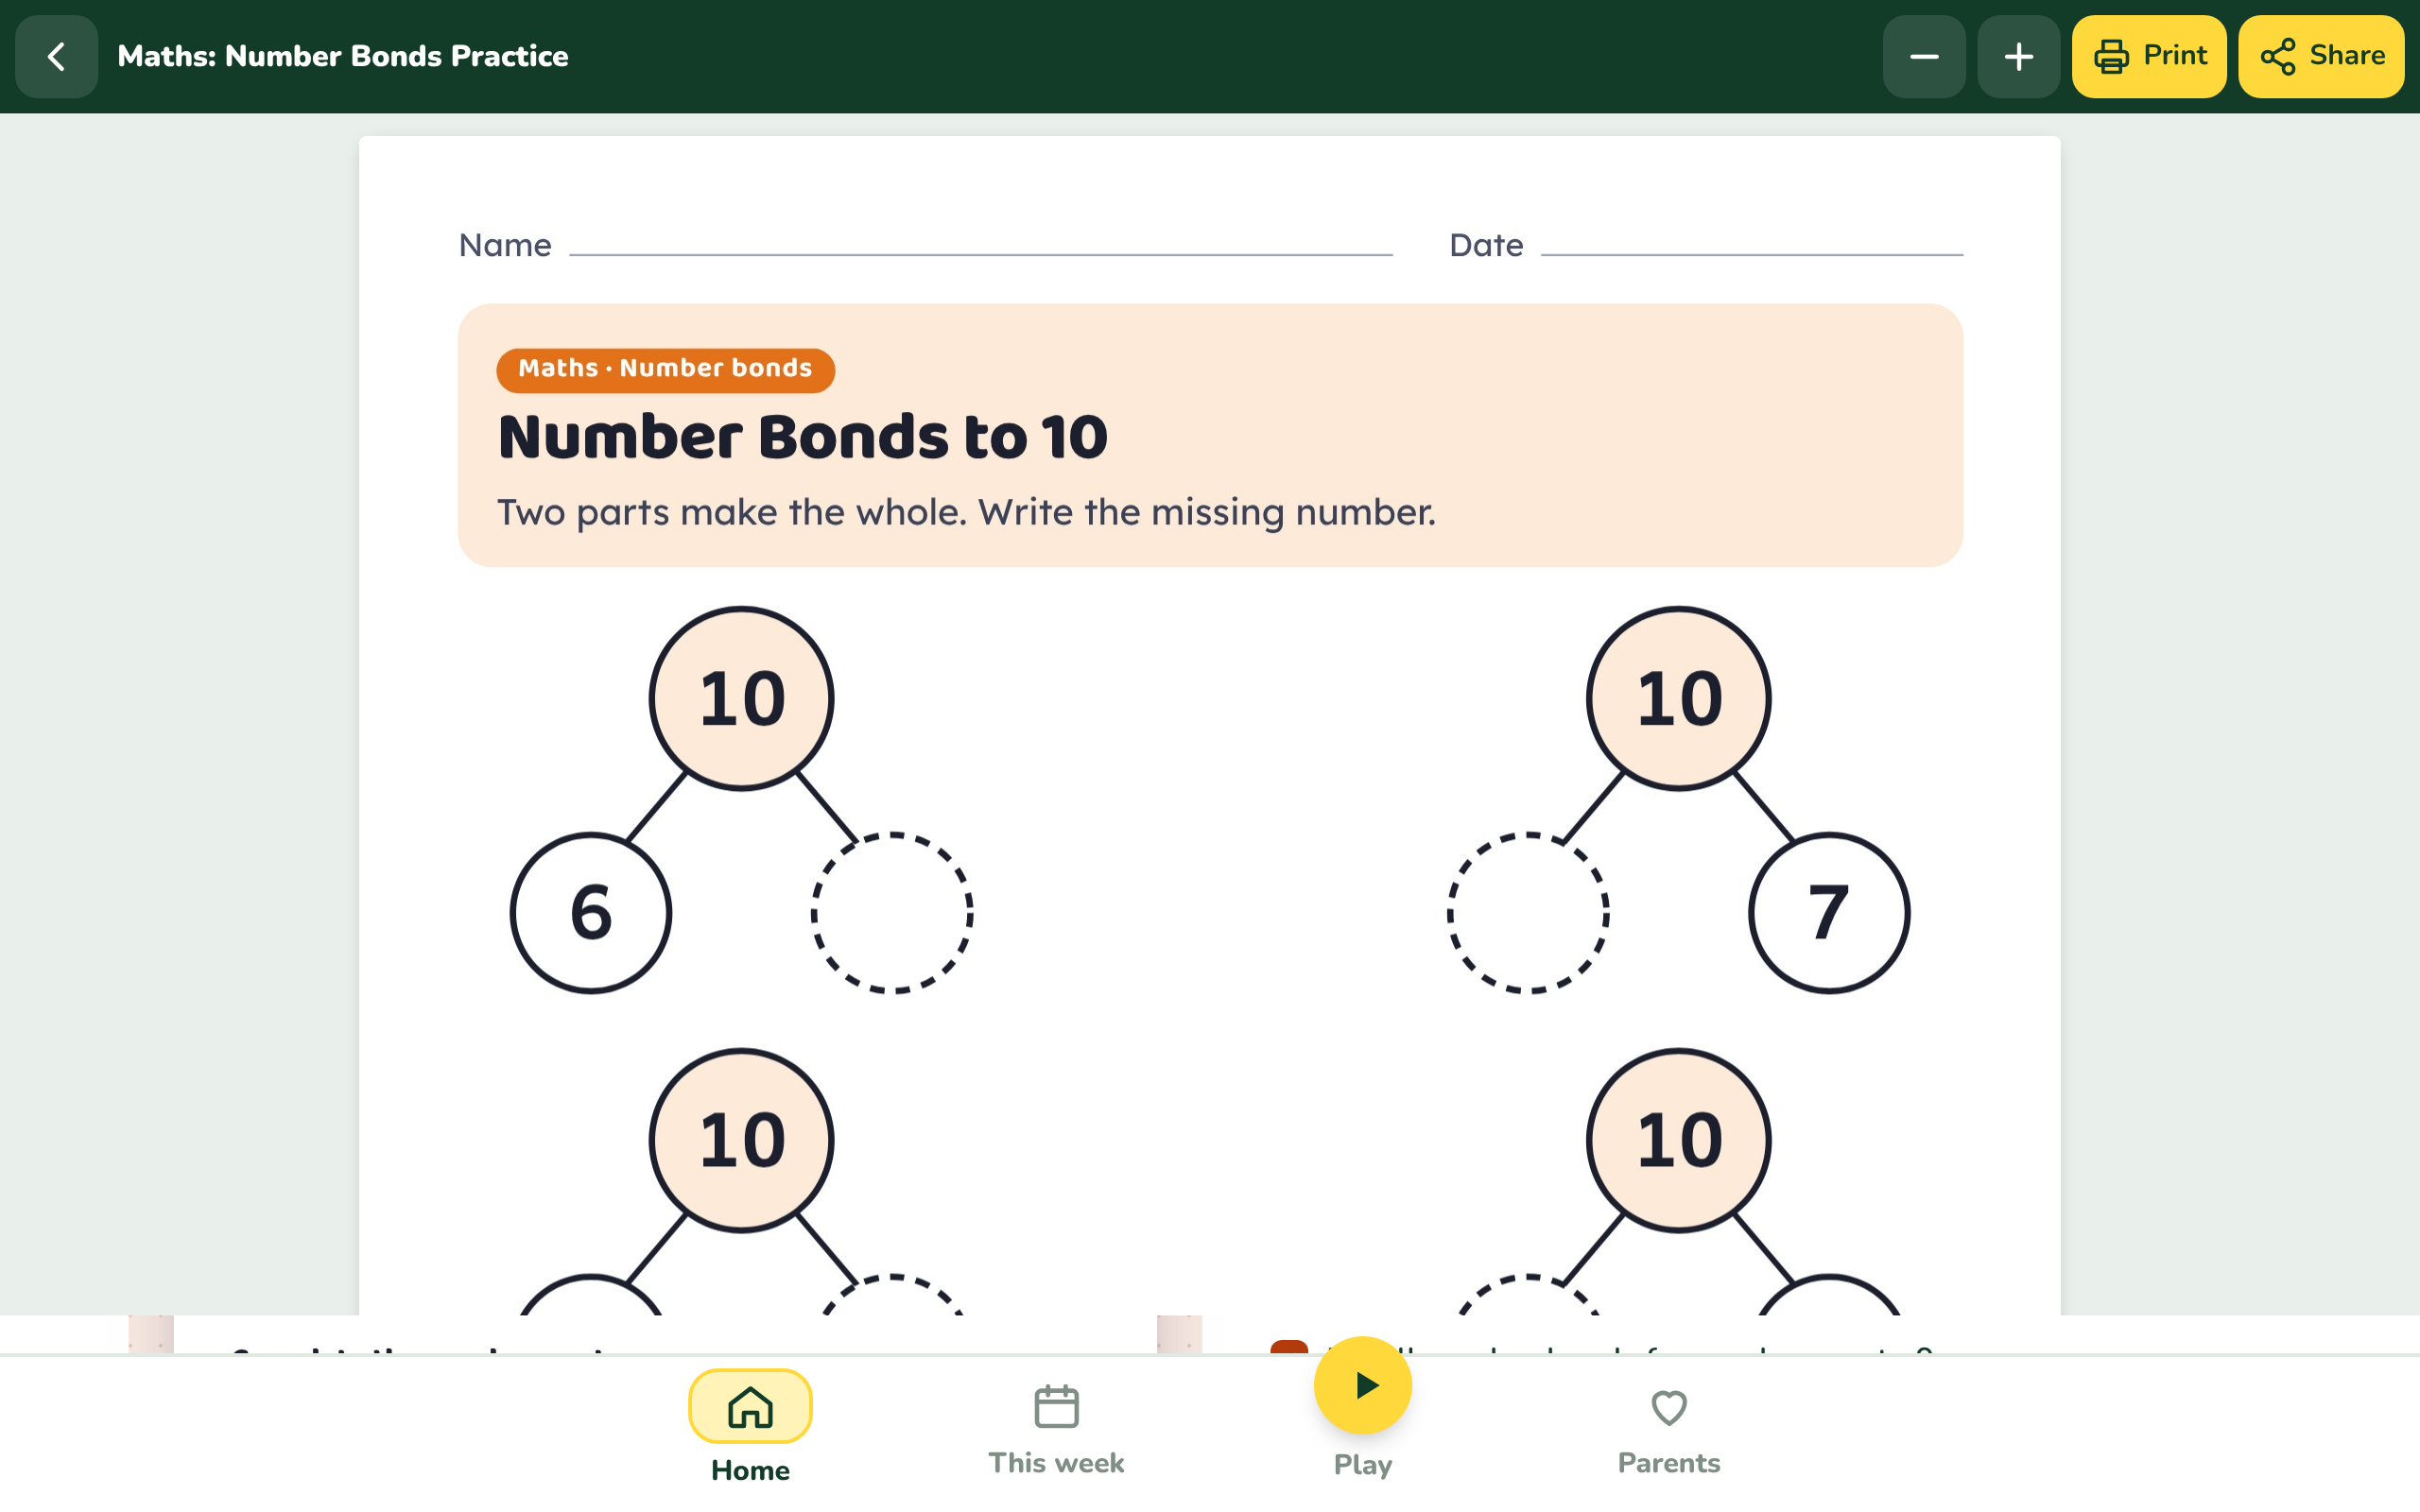 Maths: Number Bonds Practice
Print
Share
Name
Date
Maths · Number bonds
Number Bonds to 10
Two parts make the whole. Write the missing number.
10
10
6
7
10
10
Home
This week
Play
Parents